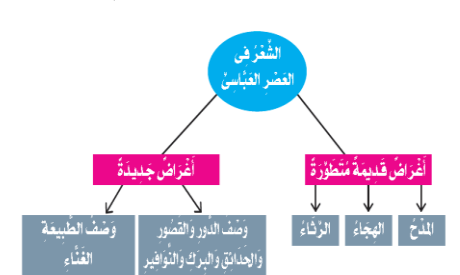 الشِّعْرُ فِى
العَصْرِ العَبَّاسِىِّ
أَغْرَاضٌ قَدِيمَةٌ مُتَطَوِّرَةٌ
أَغْرَاضٌ جَدِيدَةٌ
المَدْحُ
الهِجَاءُ
الرِّثَاءُ
وَصْفُ الدُّورِ وَالقُصُورِ
وَالحَدَائِقِ وَالبِرَكِ وَالنَّوَافِيرِ
وَصْفُ الطَّبِيعَةِ
الغَنَّاءِ